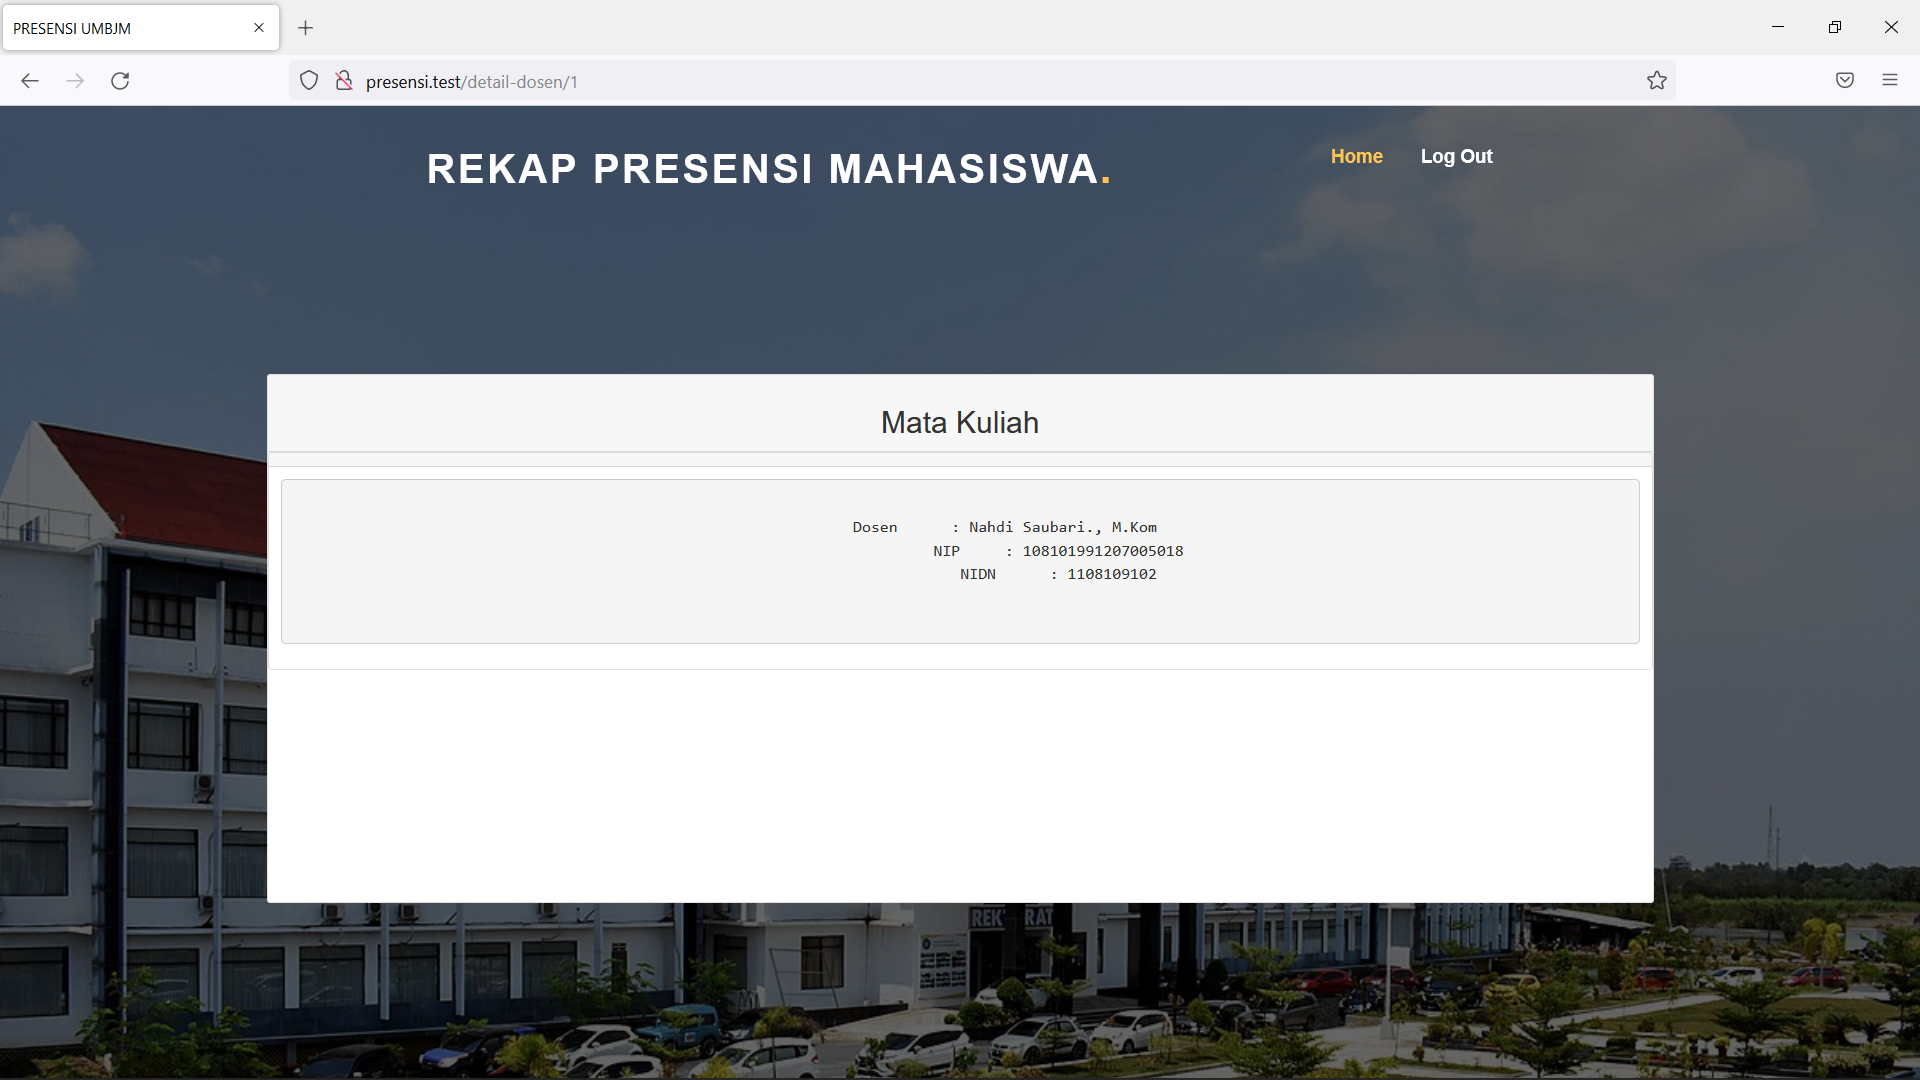 PRESENSI UMBJM
presensi.test/detail-dosen/1
REKAP PRESENSI MAHASISWA.
Home
Log Out
Mata Kuliah
Dosen : Nahdi Saubari., M.Kom
NIP : 108101991207005018
NIDN : 1108109102